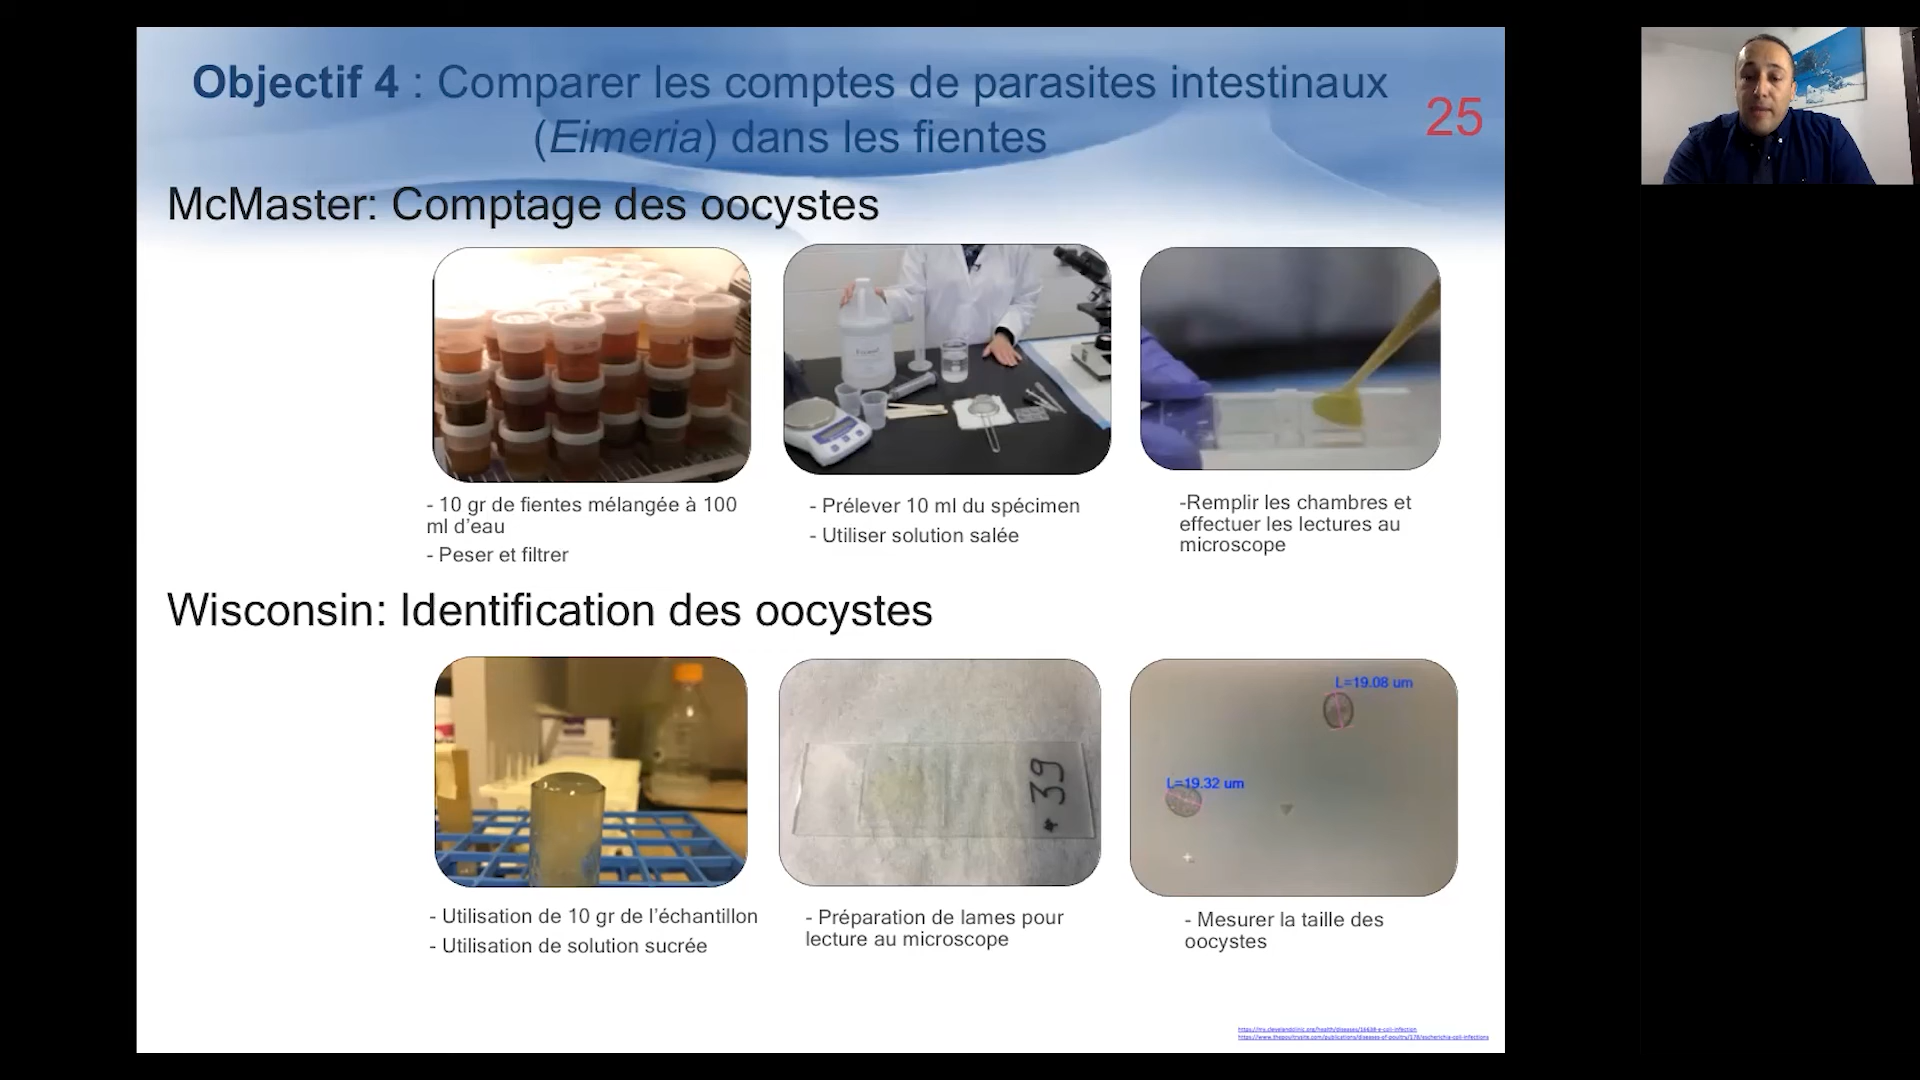 Objectif 4 : Comparer les comptes de parasites intestinaux
(Eimeria) dans les fientes
25
McMaster: Comptage des oocystes
- 10 gr de fientes mélangée à 100
ml d’eau
- Peser et filtrer
- Prélever 10 ml du spécimen
- Utiliser solution salée
-Remplir les chambres et
effectuer les lectures au
microscope
Wisconsin: Identification des oocystes
39
L=19.08 um
L=19.32 um
- Utilisation de 10 gr de l’échantillon
- Utilisation de solution sucrée
- Préparation de lames pour
lecture au microscope
- Mesurer la taille des
oocystes